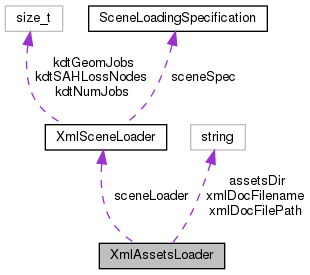 size_t
SceneLoadingSpecification
kdtGeomJobs
kdtSAHLossNodes
kdtNumJobs
sceneSpec
XmlSceneLoader
string
sceneLoader
assetsDir
xmlDocFilename
xmlDocFilePath
XmlAssetsLoader